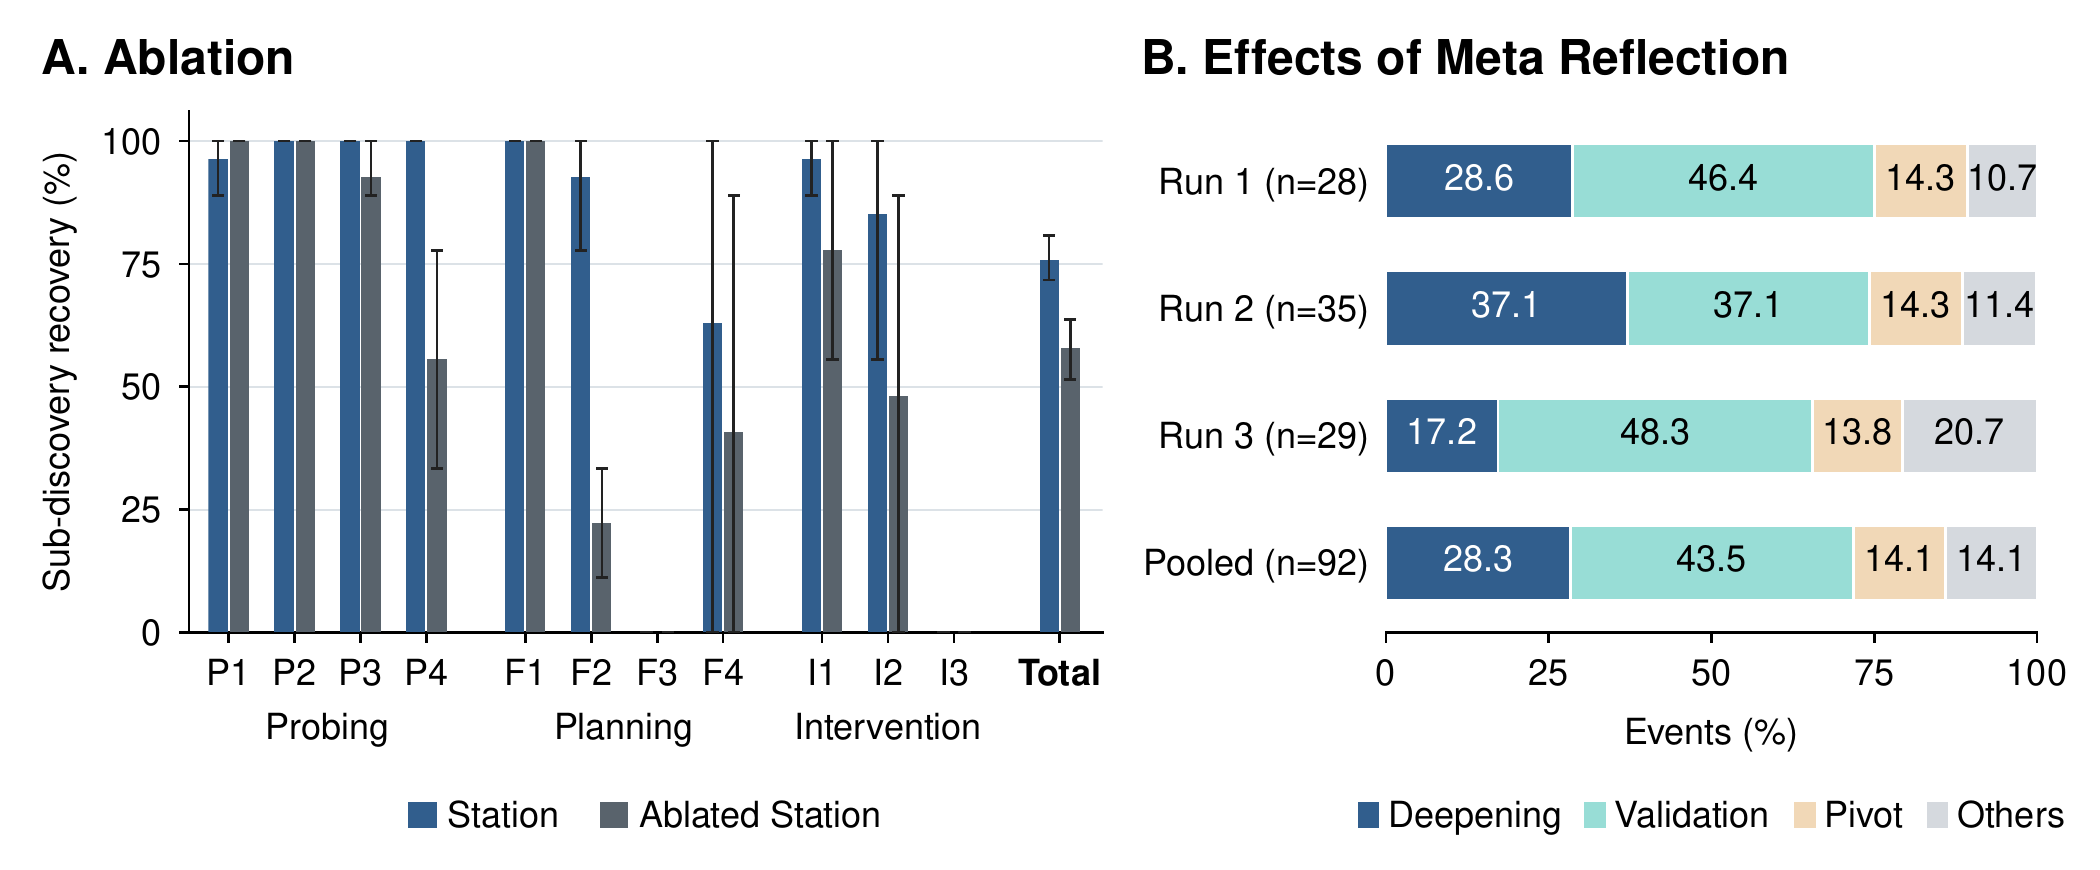 A. Ablation
Sub-discovery recovery (%)
100
75
50
25
0
P1 P2 P3 P4 F1 F2 F3 F4 I1 I2 I3 Total
Probing Planning Intervention
Station Ablated Station
B. Effects of Meta Reflection
Run 1 (n=28) 28.6 46.4 14.3 10.7
Run 2 (n=35) 37.1 37.1 14.3 11.4
Run 3 (n=29) 17.2 48.3 13.8 20.7
Pooled (n=92) 28.3 43.5 14.1 14.1
0 25 50 75 100
Events (%)
Deepening Validation Pivot Others